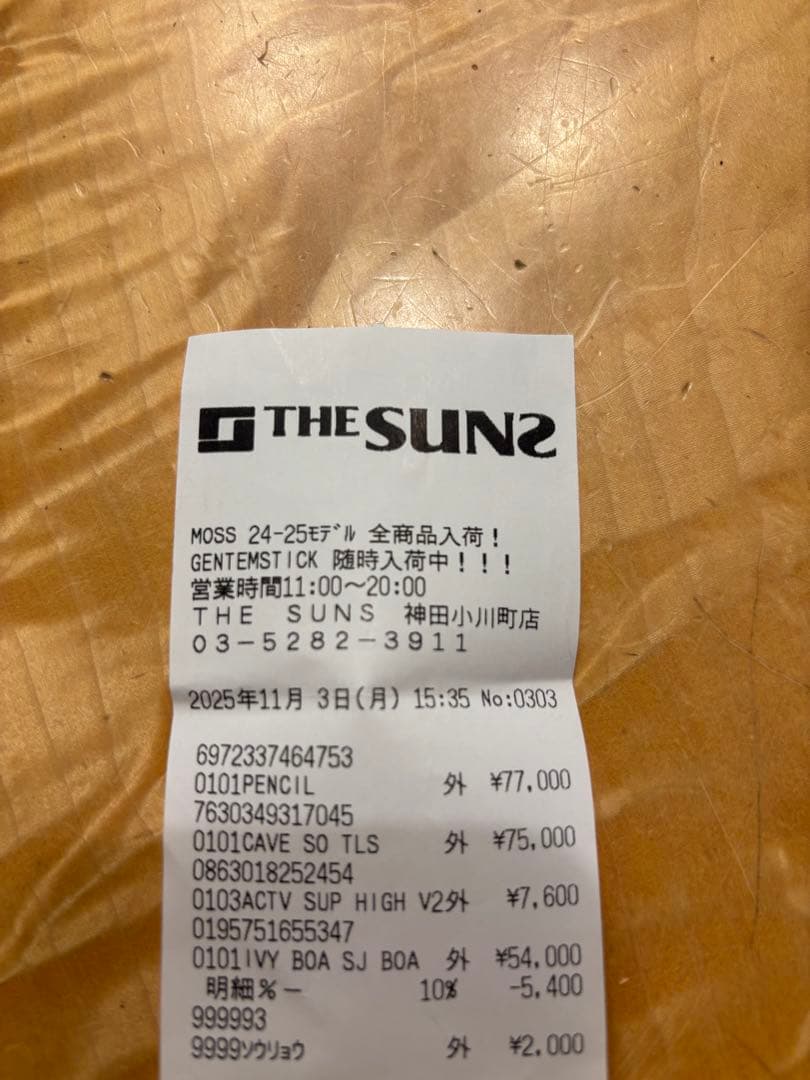 THE SUNS
MOSS 24-25ﾓﾃﾞﾙ 全商品入荷!
GENTEMSTICK 随時入荷中!!!
営業時間11:00~20:00
THE SUNS 神田小川町店
03-5282-3911
2025年11月 3日(月) 15:35 No:0303
6972337464753
0101PENCIL 外 ¥77,000
7630349317045
0101CAVE SO TLS 外 ¥75,000
0863018252454
0103ACTV SUP HIGH V2外 ¥7,600
0195751655347
0101IVY BOA SJ BOA 外 ¥54,000
明細%- 10% -5,400
999993
9999ｿｳﾘｮｳ 外 ¥2,000